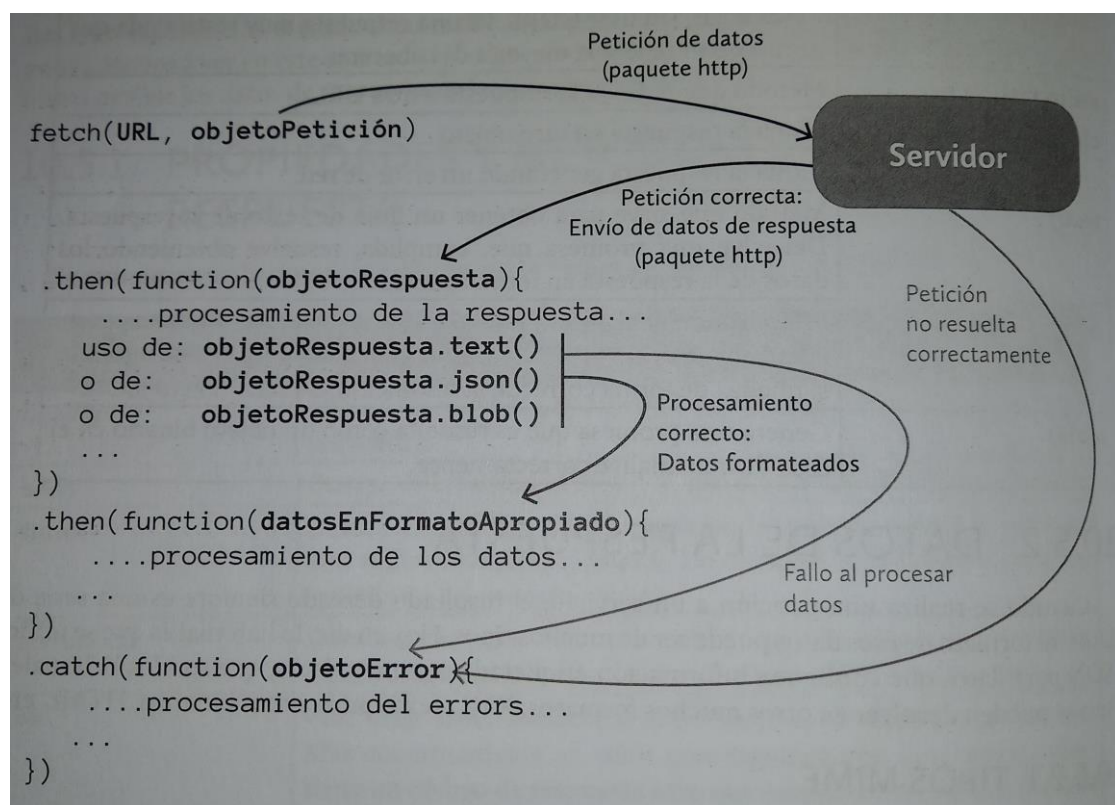 Petición de datos
(paquete http)
fetch(URL, objetoPetición)
Servidor
Petición correcta:
Envío de datos de respuesta
(paquete http)
.then(function(objetoRespuesta){
....procesamiento de la respuesta...
uso de: objetoRespuesta.text()
o de: objetoRespuesta.json()
o de: objetoRespuesta.blob()
...
})
Petición
no resuelta
correctamente
Procesamiento
correcto:
Datos formateados
.then(function(datosEnFormatoApropiado){
....procesamiento de los datos...
...
})
Fallo al procesar
datos
.catch(function(objetoError){
....procesamiento del errors...
...
})